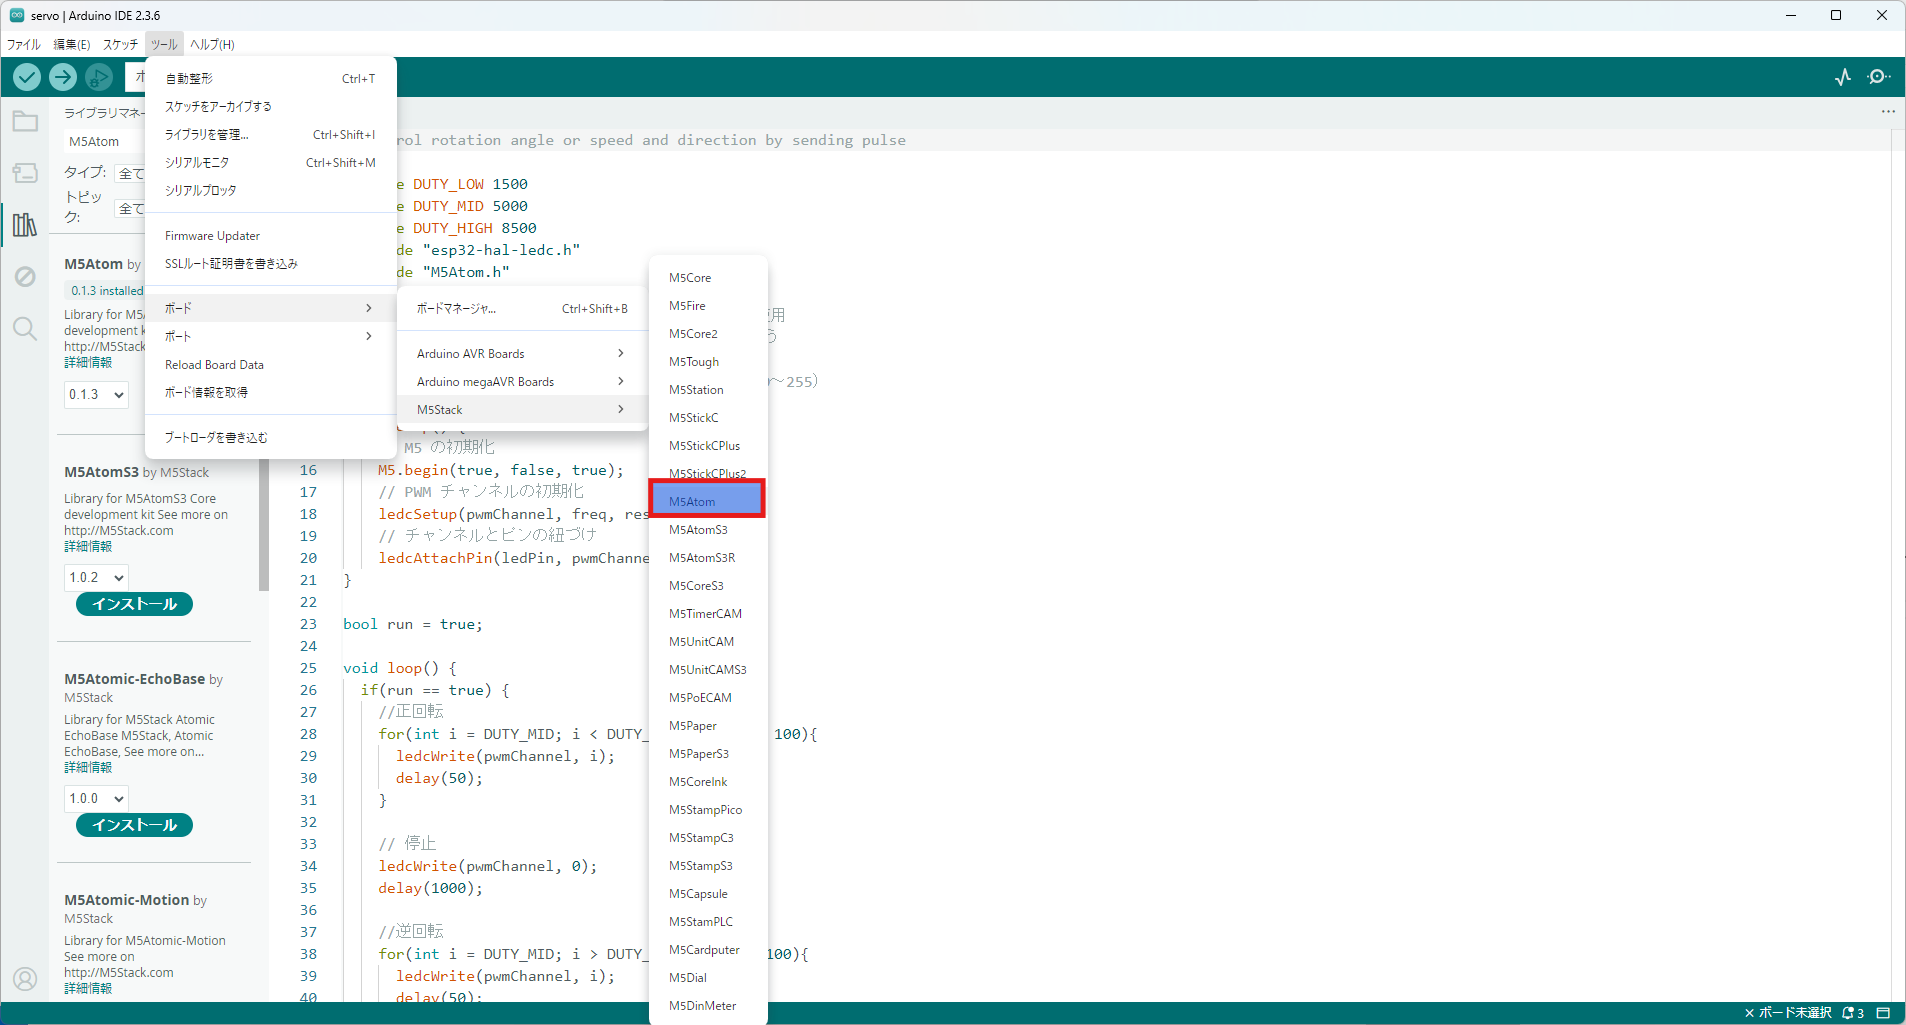 servo | Arduino IDE 2.3.6
ファイル 編集(E) スケッチ ツール ヘルプ(H)
自動整形 Ctrl+T
スケッチをアーカイブする
ライブラリを管理... Ctrl+Shift+I
シリアルモニタ Ctrl+Shift+M
シリアルプロッタ
Firmware Updater
SSLルート証明書を書き込み
ボード
ポート
Reload Board Data
ボード情報を取得
ブートローダを書き込む
ボードマネージャ... Ctrl+Shift+B
Arduino AVR Boards
Arduino megaAVR Boards
M5Stack
M5Core
M5Fire
M5Core2
M5Tough
M5Station
M5StickC
M5StickCPlus
M5StickCPlus2
M5Atom
M5AtomS3
M5AtomS3R
M5CoreS3
M5TimerCAM
M5UnitCAM
M5UnitCAMS3
M5PoECAM
M5Paper
M5PaperS3
M5CoreInk
M5StampPico
M5StampC3
M5StampS3
M5Capsule
M5StamPLC
M5Cardputer
M5Dial
M5DinMeter
ライブラリマネー
M5Atom
タイプ: 全て
トピッ
ク: 全て
M5Atom by
0.1.3 installed
Library for M5A
development k
http://M5Stack
詳細情報
0.1.3
M5AtomS3 by M5Stack
Library for M5AtomS3 Core
development kit See more on
http://M5Stack.com
詳細情報
1.0.2
インストール
M5Atomic-EchoBase by
M5Stack
Library for M5Stack Atomic
EchoBase M5Stack, Atomic
EchoBase, See more on...
詳細情報
1.0.0
インストール
M5Atomic-Motion by
M5Stack
Library for M5Atomic-Motion
See more on
http://M5Stack.com
詳細情報
rol rotation angle or speed and direction by sending pulse
e DUTY_LOW 1500
e DUTY_MID 5000
e DUTY_HIGH 8500
de "esp32-hal-ledc.h"
de "M5Atom.h"
用
う
～255)
M5 の初期化
16 M5.begin(true, false, true);
17 // PWM チャンネルの初期化
18 ledcSetup(pwmChannel, freq, res
19 // チャンネルとピンの紐づけ
20 ledcAttachPin(ledPin, pwmChanne
21 }
22
23 bool run = true;
24
25 void loop() {
26 if(run == true) {
27 //正回転
28 for(int i = DUTY_MID; i < DUTY_ 100){
29 ledcWrite(pwmChannel, i);
30 delay(50);
31 }
32
33 // 停止
34 ledcWrite(pwmChannel, 0);
35 delay(1000);
36
37 //逆回転
38 for(int i = DUTY_MID; i > DUTY_ 100){
39 ledcWrite(pwmChannel, i);
40 delay(50);
ボード未選択 3